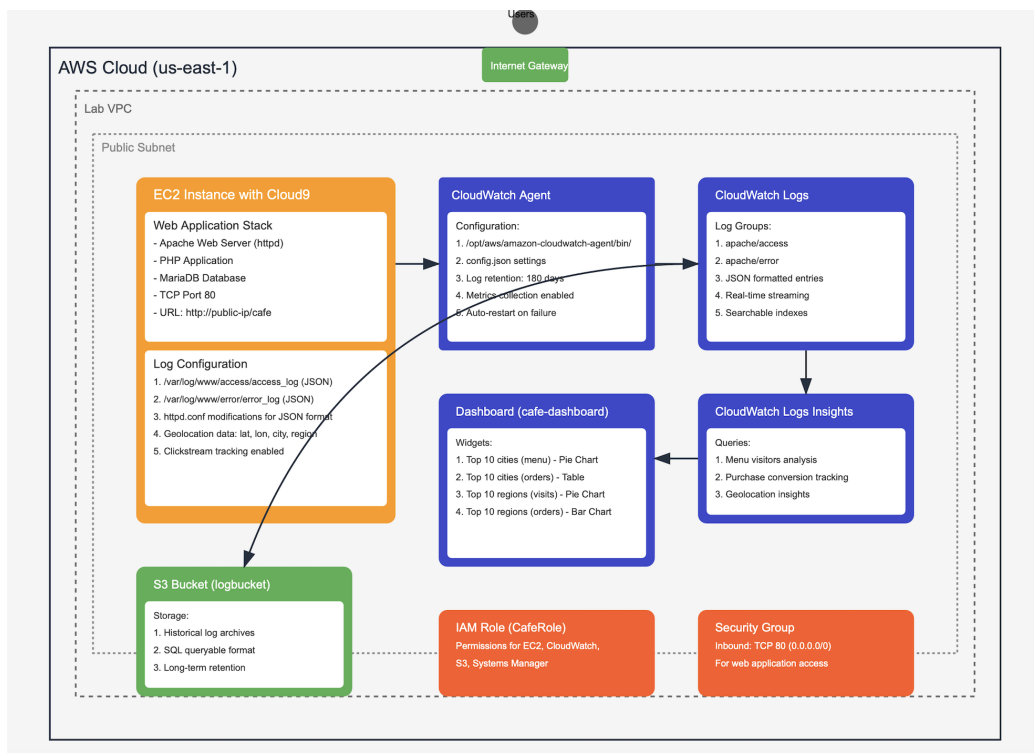 Users
Internet Gateway
AWS Cloud (us-east-1)
Lab VPC
Public Subnet
EC2 Instance with Cloud9
Web Application Stack
- Apache Web Server (httpd)
- PHP Application
- MariaDB Database
- TCP Port 80
- URL: http://public-ip/cafe
Log Configuration
1. /var/log/www/access/access_log (JSON)
2. /var/log/www/error/error_log (JSON)
3. httpd.conf modifications for JSON format
4. Geolocation data: lat, lon, city, region
5. Clickstream tracking enabled
CloudWatch Agent
Configuration:
1. /opt/aws/amazon-cloudwatch-agent/bin/
2. config.json settings
3. Log retention: 180 days
4. Metrics collection enabled
5. Auto-restart on failure
CloudWatch Logs
Log Groups:
1. apache/access
2. apache/error
3. JSON formatted entries
4. Real-time streaming
5. Searchable indexes
Dashboard (cafe-dashboard)
Widgets:
1. Top 10 cities (menu) - Pie Chart
2. Top 10 cities (orders) - Table
3. Top 10 regions (visits) - Pie Chart
4. Top 10 regions (orders) - Bar Chart
CloudWatch Logs Insights
Queries:
1. Menu visitors analysis
2. Purchase conversion tracking
3. Geolocation insights
S3 Bucket (logbucket)
Storage:
1. Historical log archives
2. SQL queryable format
3. Long-term retention
IAM Role (CafeRole)
Permissions for EC2, CloudWatch,
S3, Systems Manager
Security Group
Inbound: TCP 80 (0.0.0.0/0)
For web application access